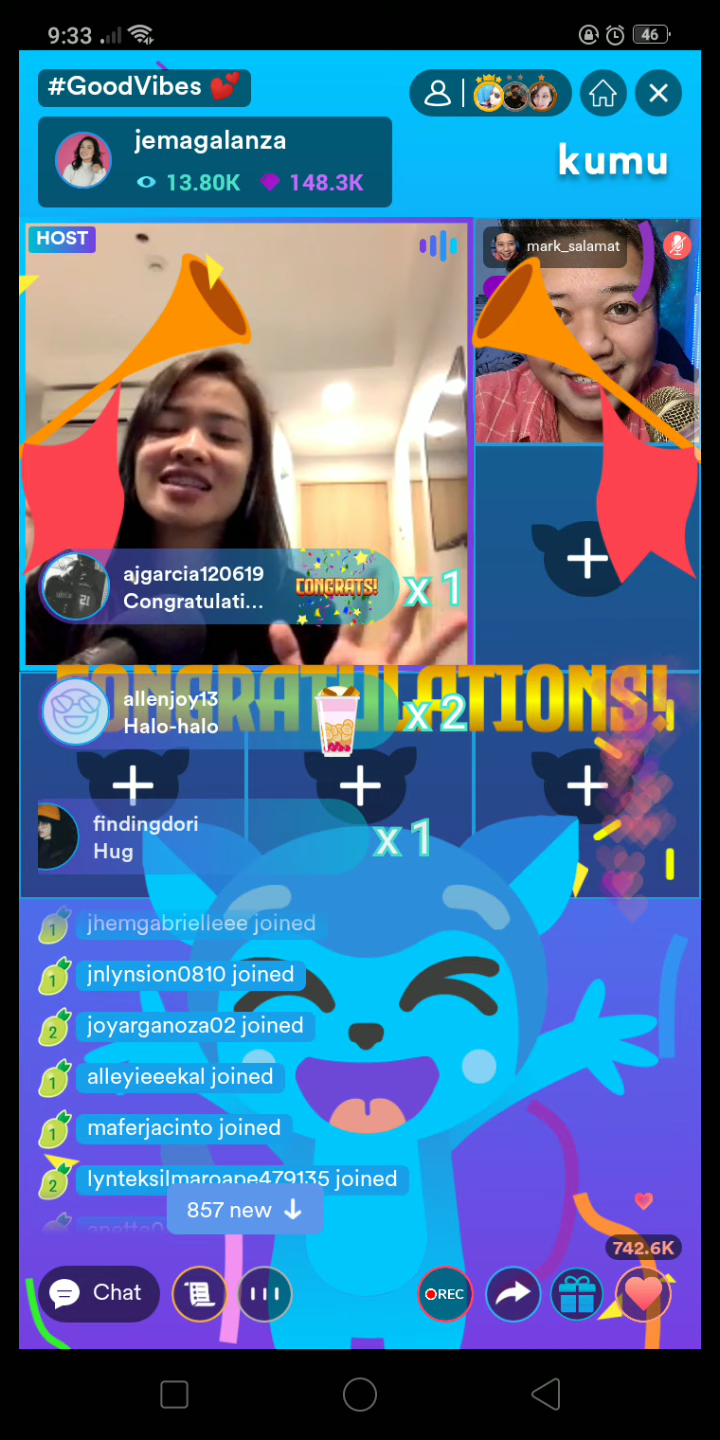 9:33
46
#GoodVibes 💕
jemagalanza
13.80K 148.3K
kumu
HOST
mark_salamat
ajgarcia120619
Congratulati...
CONGRATS!
x 1
CONGRATULATIONS!
allenjoy13
Halo-halo
x 2
findingdori
Hug
x 1
1 jhemgabrielleee joined
1 jnlynsion0810 joined
2 joyarganoza02 joined
1 alleyieeekal joined
1 maferjacinto joined
2 lynteksilmaroape479135 joined
857 new ↓
742.6K
Chat
REC